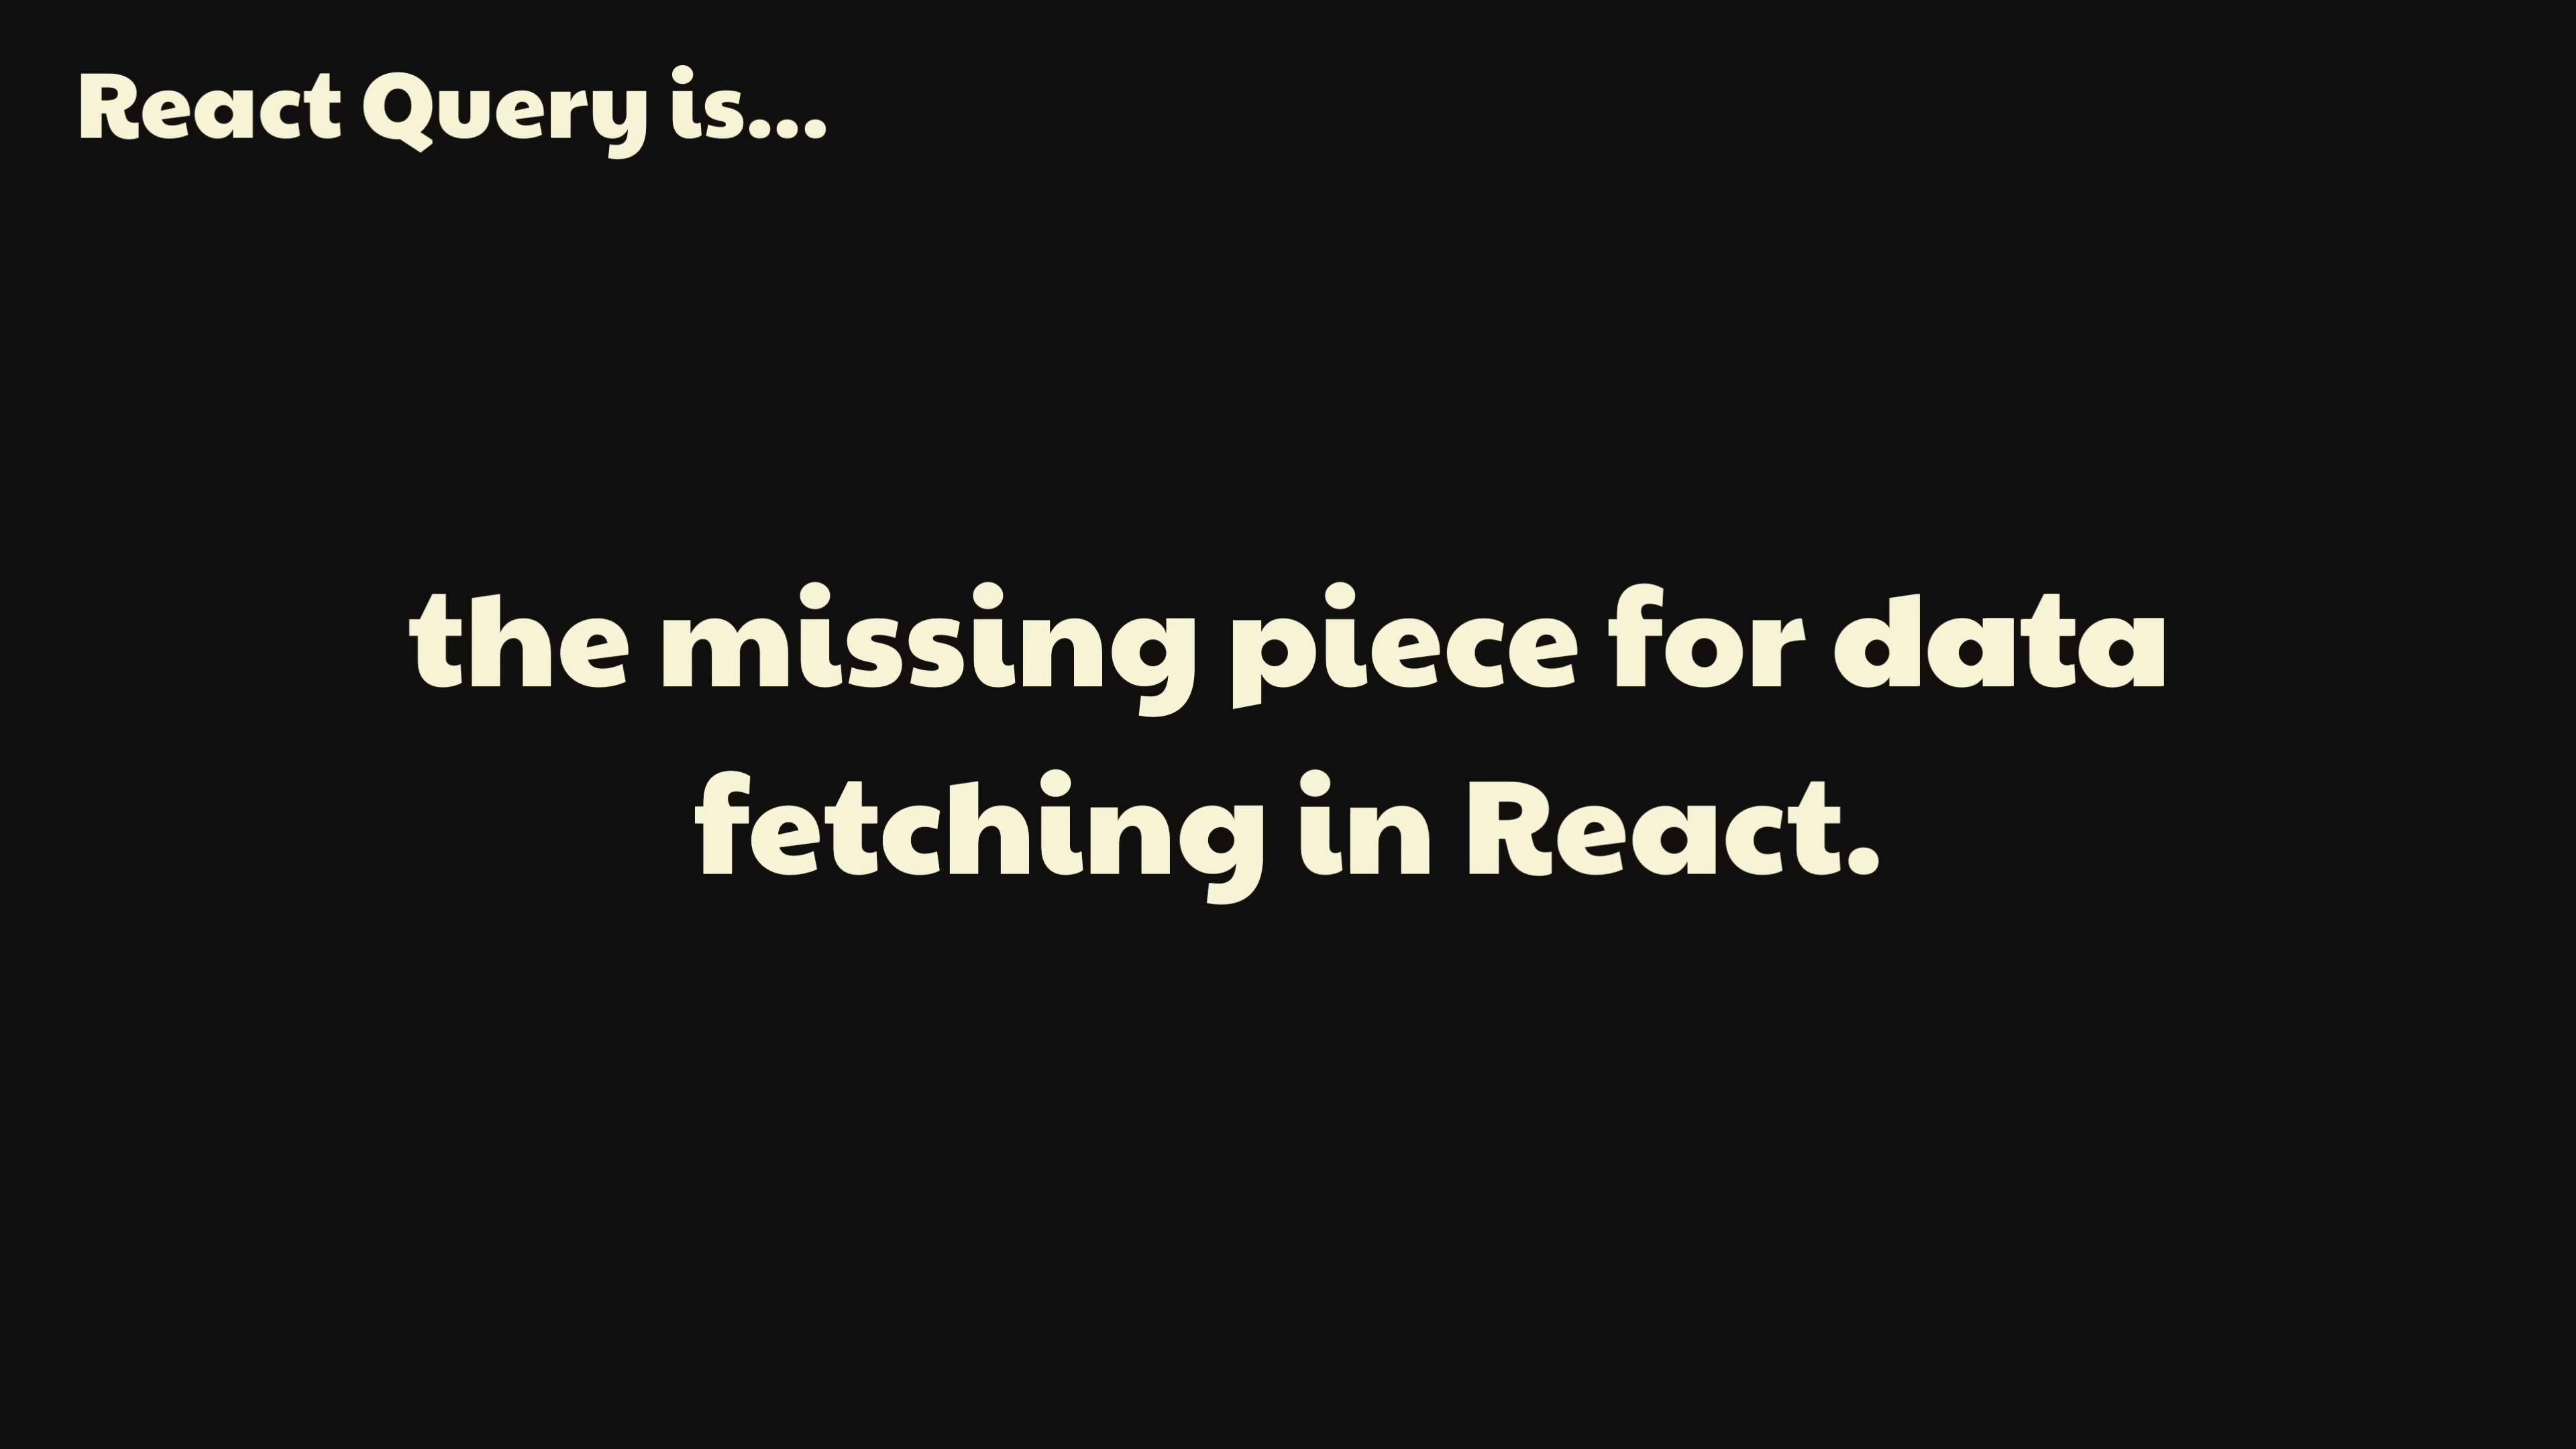 React Query is...
the missing piece for data
fetching in React.